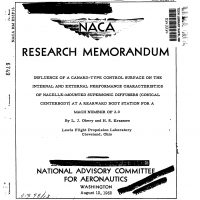 NACA
RESEARCH MEMORANDUM
INFLUENCE OF A CANARD-TYPE CONTROL SURFACE ON THE
INTERNAL AND EXTERNAL PERFORMANCE CHARACTERISTICS
OF NACELLE-MOUNTED SUPERSONIC DIFFUSERS (CONICAL
CENTERBODY) AT A REARWARD BODY STATION FOR A
MACH NUMBER OF 2.0
By L. J. Obery and H. S. Krasnow
Lewis Flight Propulsion Laboratory
Cleveland, Ohio
NATIONAL ADVISORY COMMITTEE
FOR AERONAUTICS
WASHINGTON
August 10, 1953